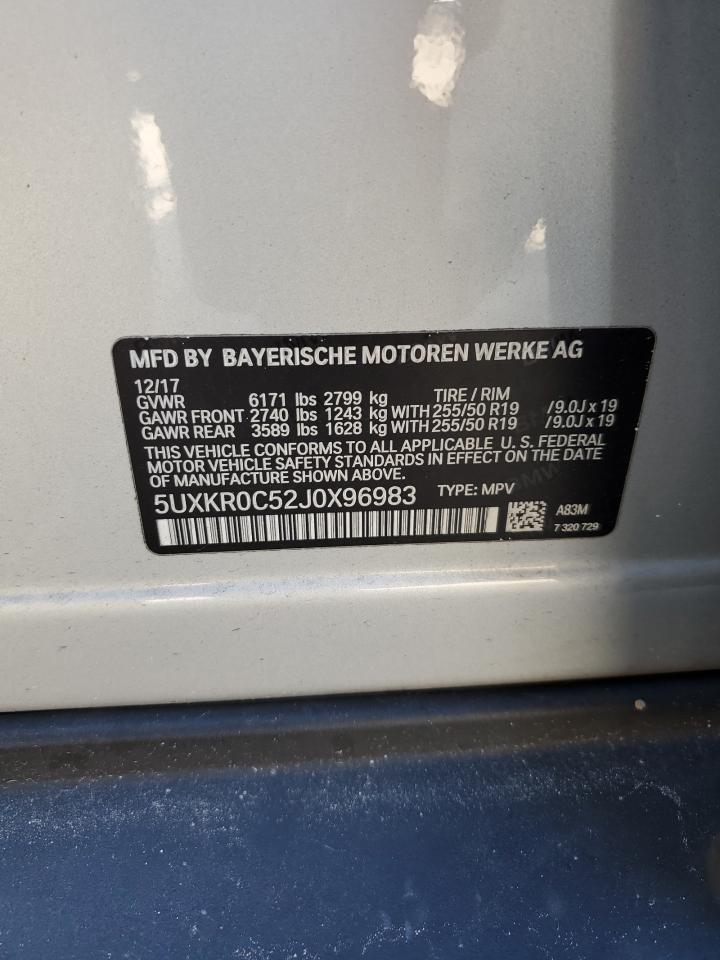 MFD BY BAYERISCHE MOTOREN WERKE AG
12/17
GVWR 6171 lbs 2799 kg TIRE / RIM
GAWR FRONT 2740 lbs 1243 kg WITH 255/50 R19 /9.0J x 19
GAWR REAR 3589 lbs 1628 kg WITH 255/50 R19 /9.0J x 19
THIS VEHICLE CONFORMS TO ALL APPLICABLE U. S. FEDERAL
MOTOR VEHICLE SAFETY STANDARDS IN EFFECT ON THE DATE
OF MANUFACTURE SHOWN ABOVE.
5UXKR0C52J0X96983 TYPE: MPV
A83M
7 320 729